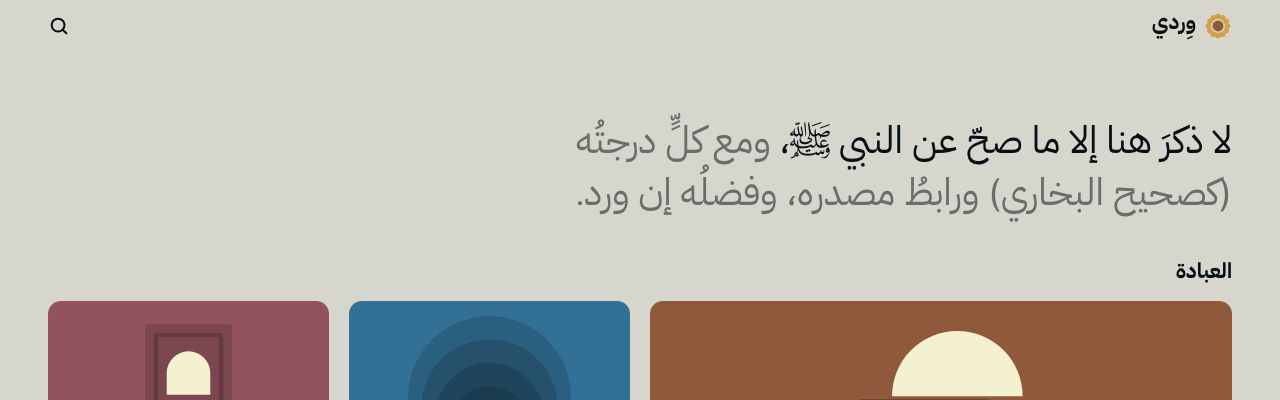 وِردي
لا ذكرَ هنا إلا ما صحّ عن النبي ﷺ، ومع كلٍّ درجتُه
(كصحيح البخاري) ورابطُ مصدره، وفضلُه إن ورد.
العبادة